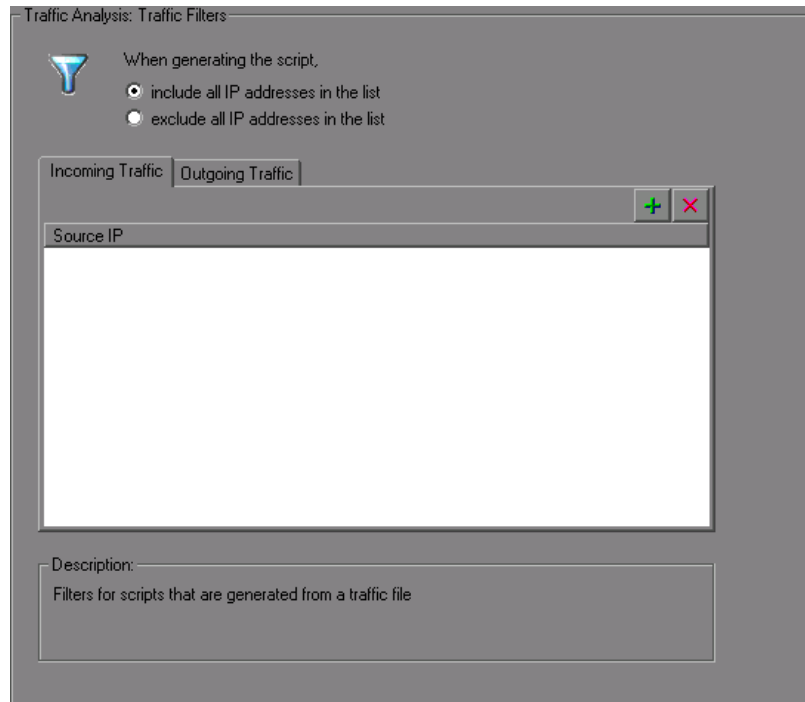 Traffic Analysis: Traffic Filters
When generating the script,
include all IP addresses in the list
exclude all IP addresses in the list
Incoming Traffic
Outgoing Traffic
Source IP
Description:
Filters for scripts that are generated from a traffic file